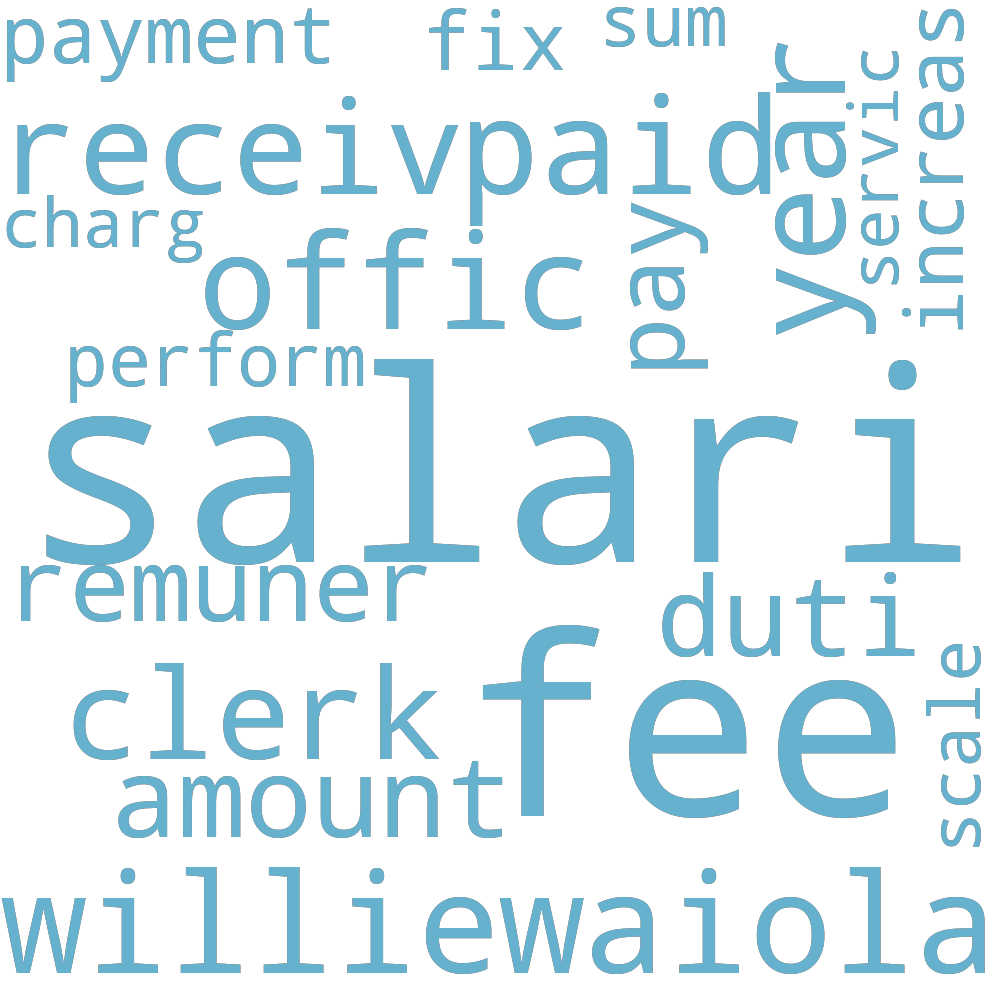 payment
fix
sum
increas
servic
year
receiv
paid
charg
offic
pay
perform
salari
remuner
duti
fee
clerk
scale
amount
williewaiola